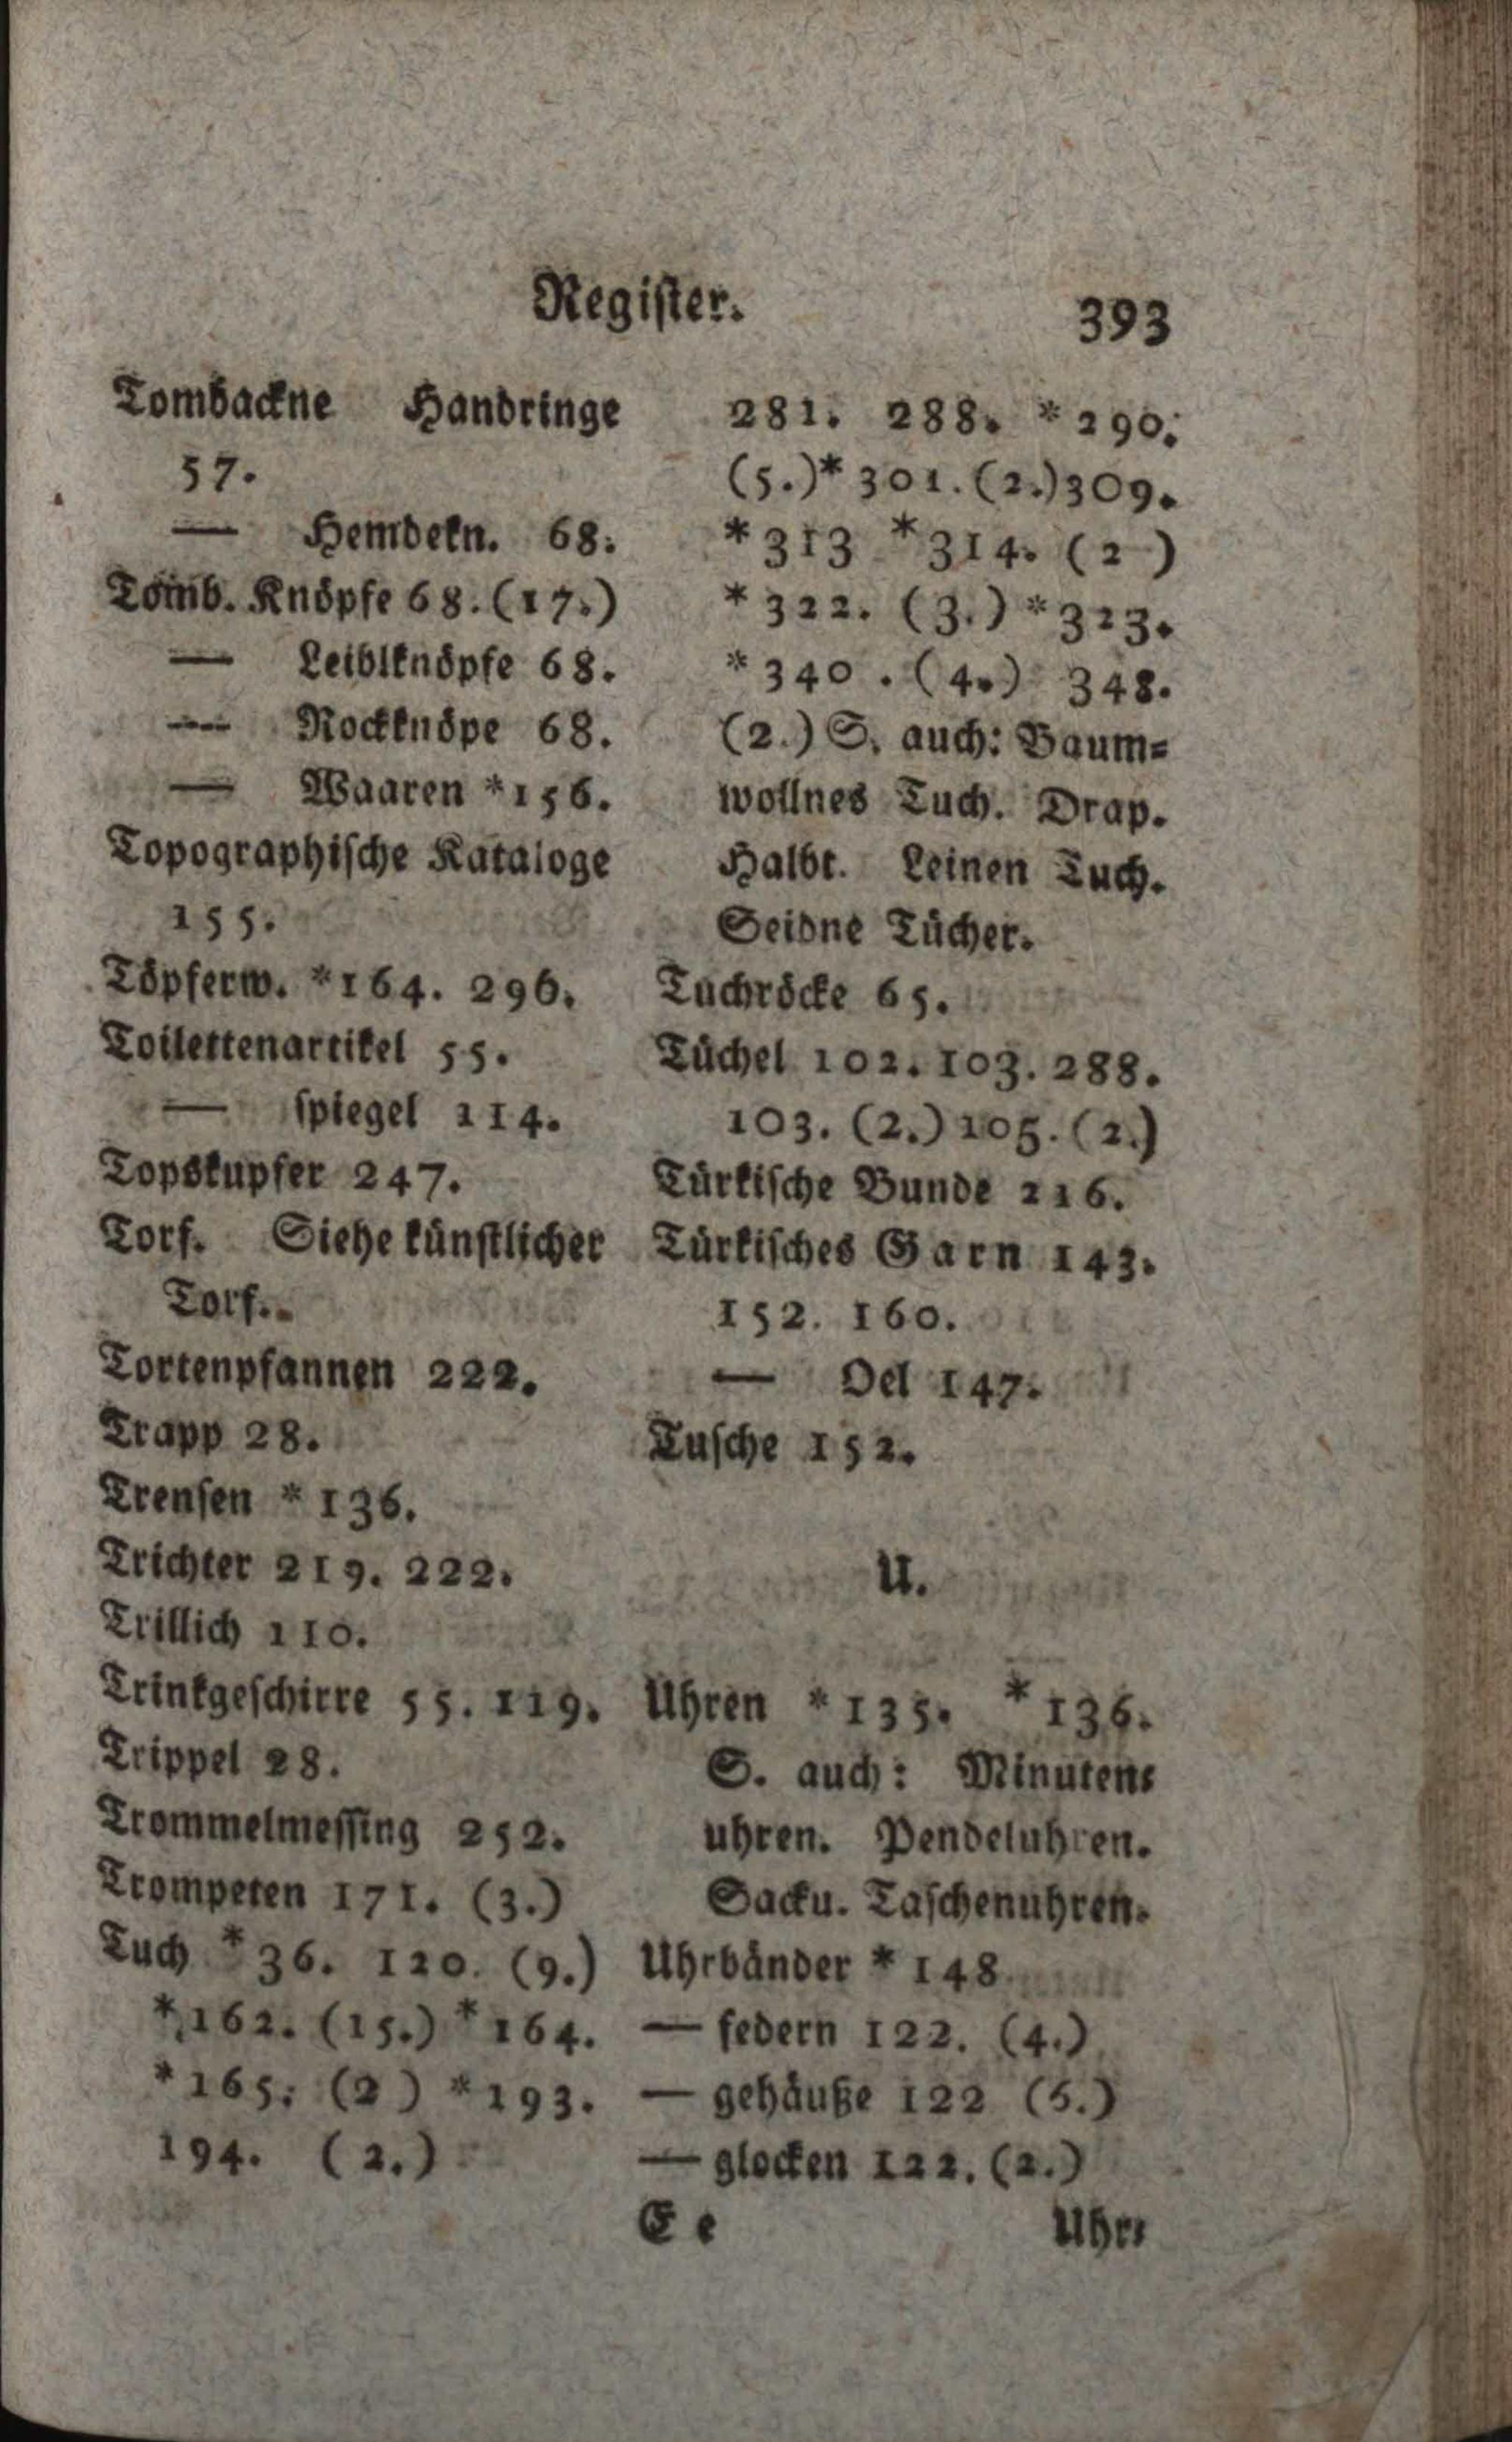 Register.
393
Tombackne Handringe
57.
— Hemdekn. 68.
Tomb. Knöpfe 68. (17.)
— Leiblknöpfe 68.
— Rockknöpe 68.
— Waaren *156.
Topographische Kataloge
155.
Töpferw. *164. 296.
Toilettenartikel 55.
— spiegel 114.
Topskupfer 247.
Torf. Siehe künstlicher
Torf.
Tortenpfannen 222.
Trapp 28.
Trensen *136.
Trichter 219. 222.
Trillich 110.
Trinkgeschirre 55. 119.
Trippel 28.
Trommelmessing 252.
Trompeten 171. (3.)
Tuch *36. 120. (9.)
*162. (15.) *164.
*165. (2) *193.
194. (2.)
281. 288. *290.
(5.) *301. (2.) 309.
*313 *314. (2)
*322. (3.) *323.
*340. (4.) 348.
(2.) S. auch: Baum=
wollnes Tuch. Drap.
Halbt. Leinen Tuch.
Seidne Tücher.
Tuchröcke 65.
Tüchel 102. 103. 288.
103. (2.) 105. (2.)
Türkische Bunde 216.
Türkisches Garn 143.
152. 160.
— Oel 147.
Tusche 152.
U.
Uhren *135. *136.
S. auch: Minuten=
uhren. Pendeluhren.
Sacku. Taschenuhren.
Uhrbänder *148
— federn 122. (4.)
— gehäuße 122 (6.)
— glocken 122. (2.)
E e
Uhr=